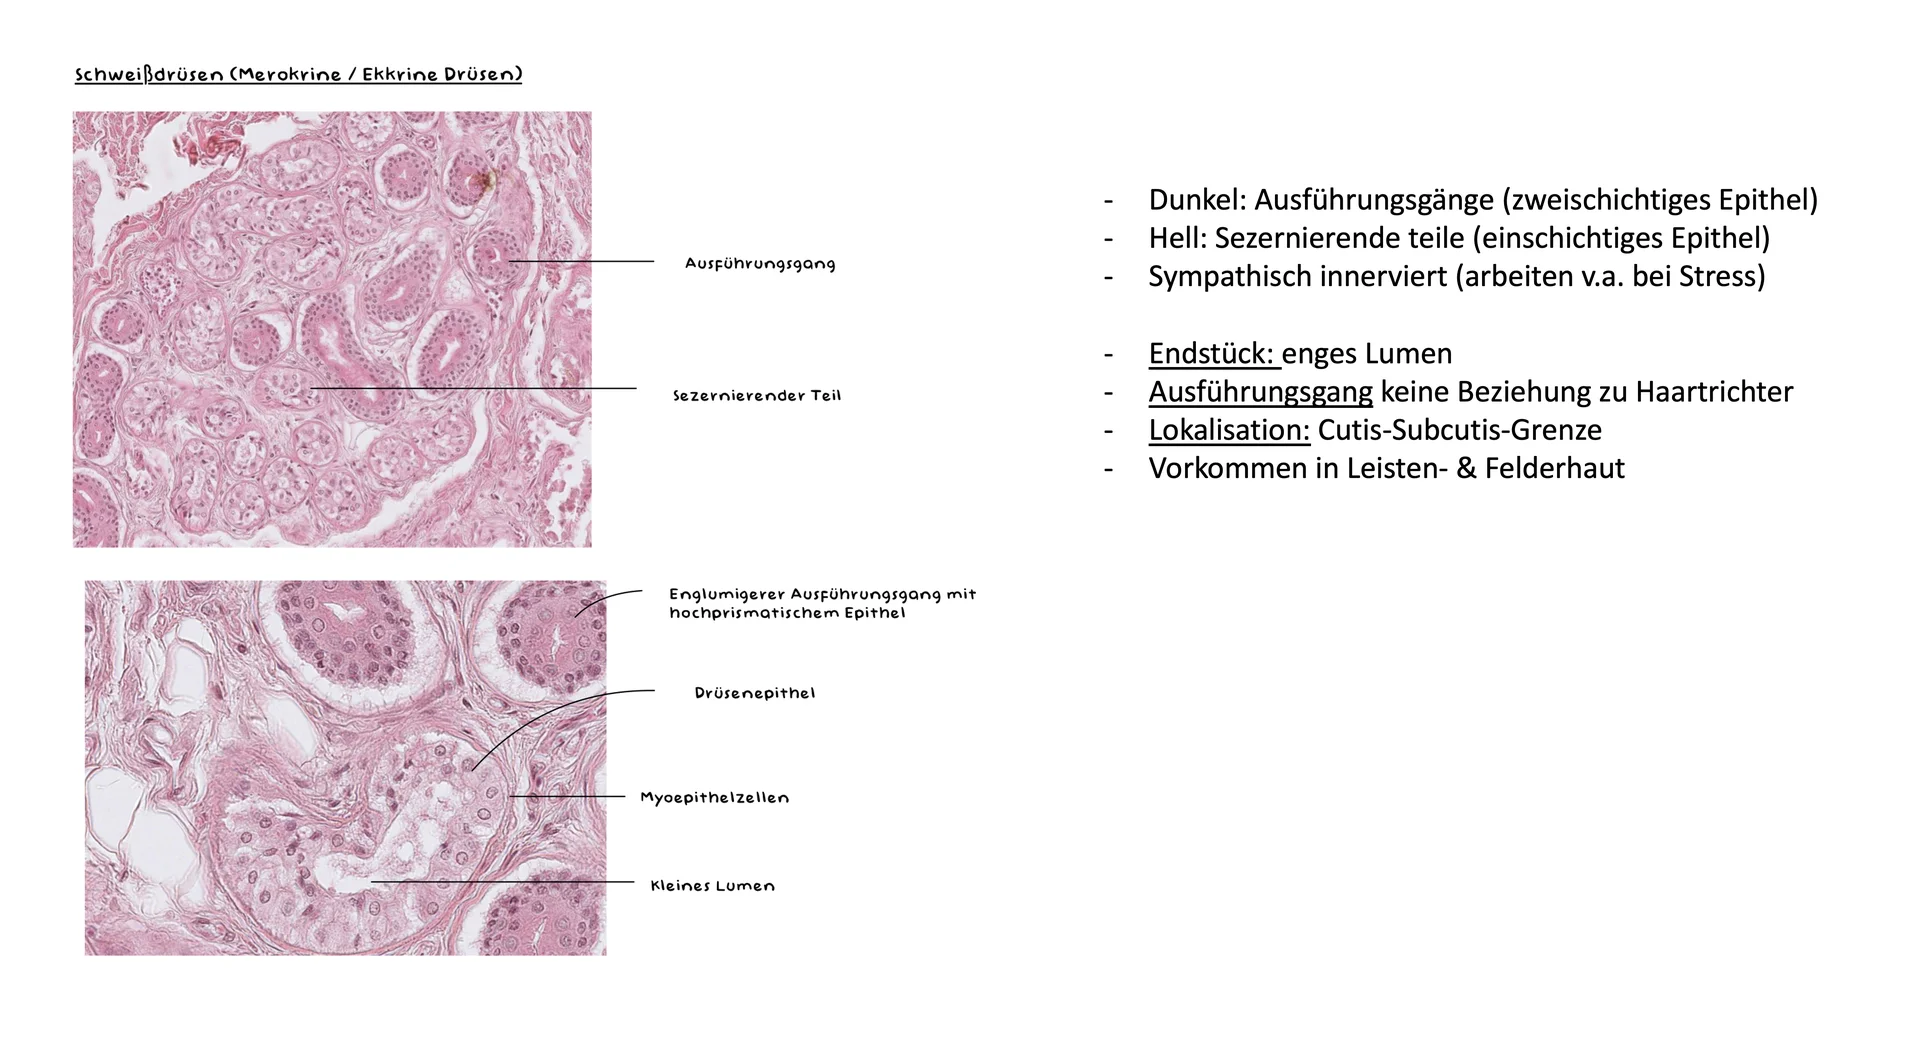 Schweißdrüsen (Merokrine / Ekkrine Drüsen)
Ausführungsgang
Sezernierender Teil
Englumigerer Ausführungsgang mit
hochprismatischem Epithel
Drüsenepithel
Myoepithelzellen
Kleines Lumen
- Dunkel: Ausführungsgänge (zweischichtiges Epithel)
- Hell: Sezernierende teile (einschichtiges Epithel)
- Sympathisch innerviert (arbeiten v.a. bei Stress)
- Endstück: enges Lumen
- Ausführungsgang keine Beziehung zu Haartrichter
- Lokalisation: Cutis-Subcutis-Grenze
- Vorkommen in Leisten- & Felderhaut